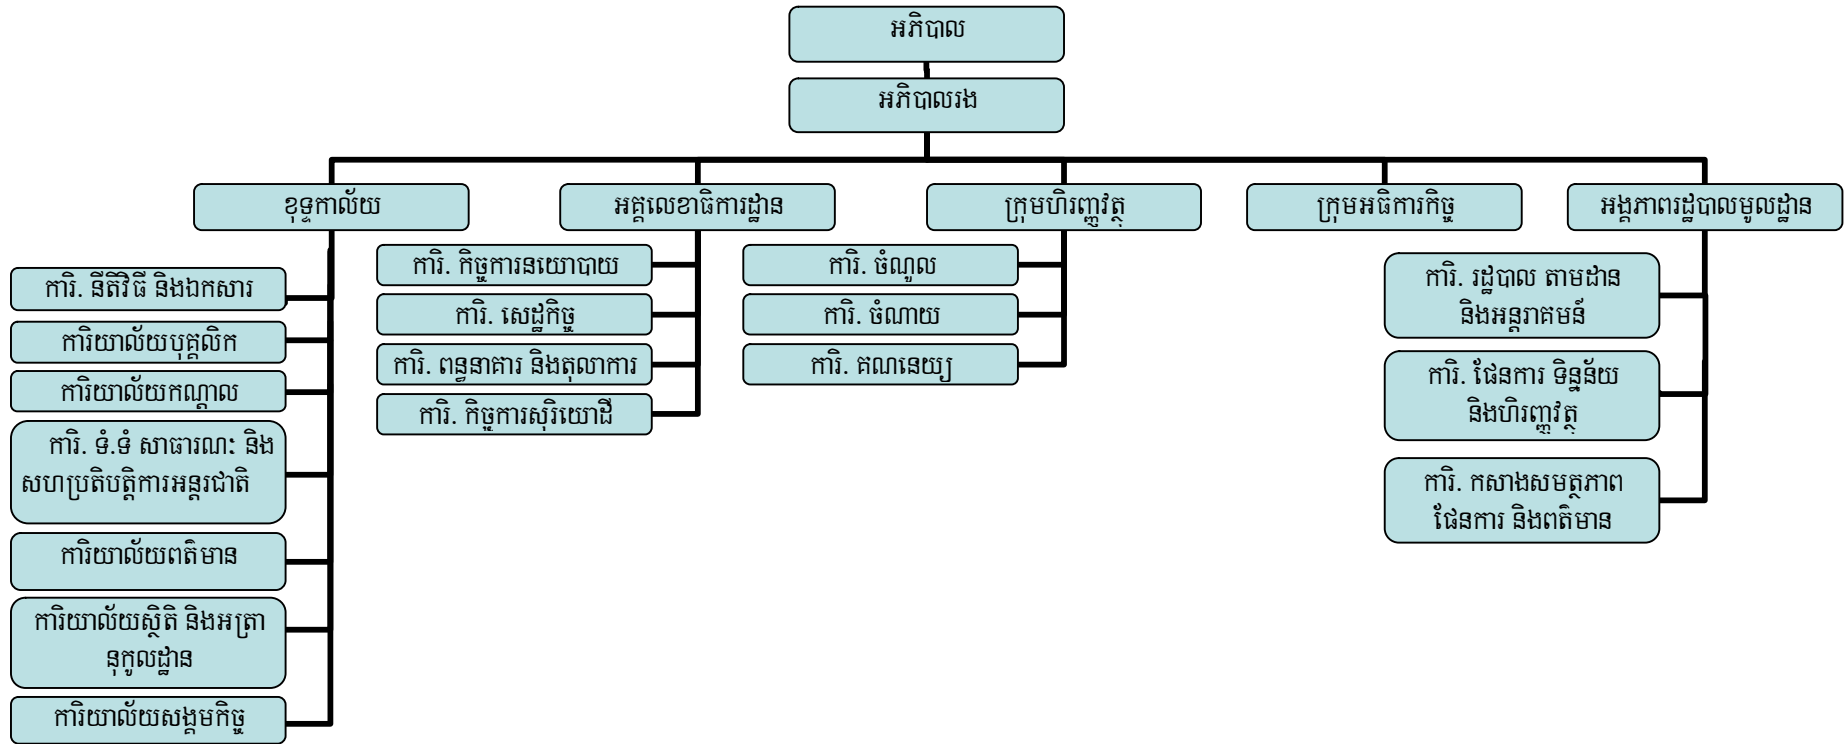 អភិបាល
អភិបាលរង
ខុទ្ទកាល័យ
អគ្គលេខាធិការដ្ឋាន
ក្រុមហិរញ្ញវត្ថុ
ក្រុមអធិការកិច្ច
អង្គភាពរដ្ឋបាលមូលដ្ឋាន
ការិ. នីតិវិធី និងឯកសារ
ការិយាល័យបុគ្គលិក
ការិយាល័យកណ្តាល
ការិ. ទំ.ទំ សាធារណៈ និង
សហប្រតិបត្តិការអន្តរជាតិ
ការិយាល័យពត៌មាន
ការិយាល័យស្ថិតិ និងអត្រា
នុកូលដ្ឋាន
ការិយាល័យសង្គមកិច្ច
ការិ. កិច្ចការនយោបាយ
ការិ. សេដ្ឋកិច្ច
ការិ. ពន្ធនាគារ និងតុលាការ
ការិ. កិច្ចការសុរិយោដី
ការិ. ចំណូល
ការិ. ចំណាយ
ការិ. គណនេយ្យ
ការិ. រដ្ឋបាល តាមដាន
និងអន្តរាគមន៍
ការិ. ផែនការ ទិន្នន័យ
និងហិរញ្ញវត្ថុ
ការិ. កសាងសមត្ថភាព
ផែនការ និងពត៌មាន